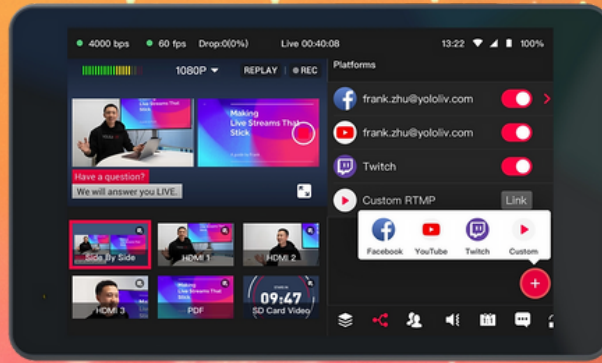 4000 bps
60 fps
Drop:0(0%)
Live 00:40:08
13:22
100%
1080P
REPLAY
REC
Making
Live Streams That
Stick
Have a question?
We will answer you LIVE.
Side By Side
HDMI 1
HDMI 2
HDMI 3
PDF
09:47
SD Card Video
Platforms
frank.zhu@yololiv.com
frank.zhu@yololiv.com
Twitch
Custom RTMP
Link
Facebook
YouTube
Twitch
Custom
1:1